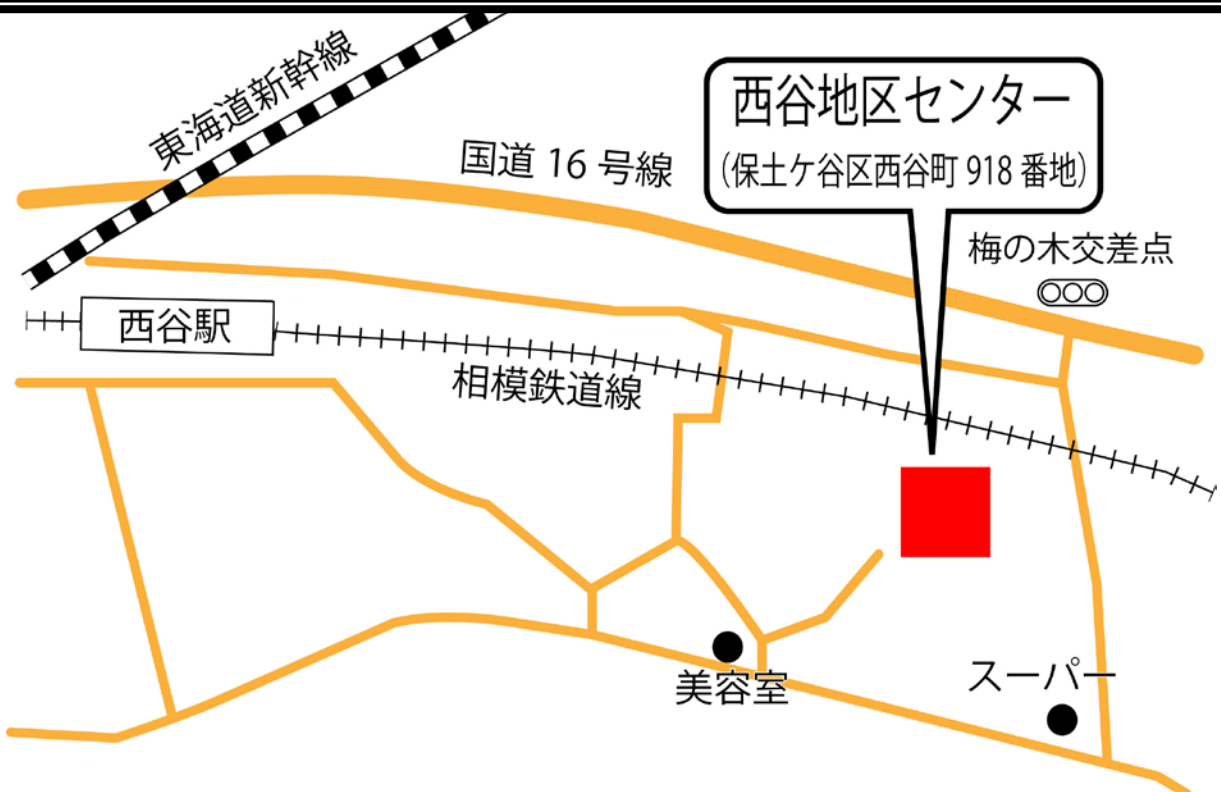 東海道新幹線
国道 16 号線
西谷地区センター
(保土ケ谷区西谷町 918 番地)
梅の木交差点
西谷駅
相模鉄道線
美容室
スーパー